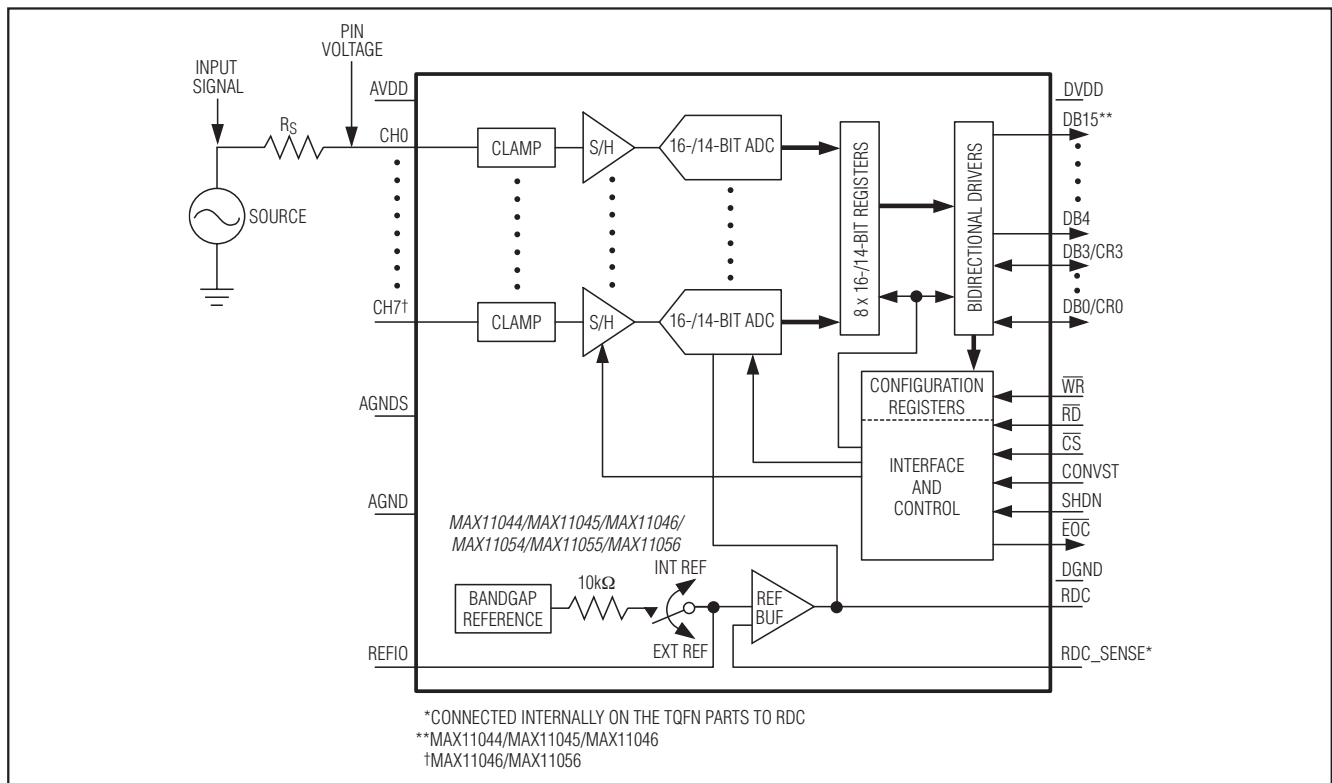 PIN
VOLTAGE
INPUT
SIGNAL
AVDD
DVDD
RS
CH0
CLAMP
S/H
16-/14-BIT ADC
8 x 16-/14-BIT REGISTERS
BIDIRECTIONAL DRIVERS
DB15**
SOURCE
DB4
DB3/CR3
DB0/CR0
CH7†
CLAMP
S/H
16-/14-BIT ADC
CONFIGURATION
REGISTERS
WR
RD
CS
CONVST
SHDN
EOC
AGNDS
INTERFACE
AND
CONTROL
AGND
MAX11044/MAX11045/MAX11046/
MAX11054/MAX11055/MAX11056
DGND
INT REF
10kΩ
BANDGAP
REFERENCE
REF
BUF
RDC
EXT REF
REFIO
RDC_SENSE*
*CONNECTED INTERNALLY ON THE TQFN PARTS TO RDC
**MAX11044/MAX11045/MAX11046
†MAX11046/MAX11056